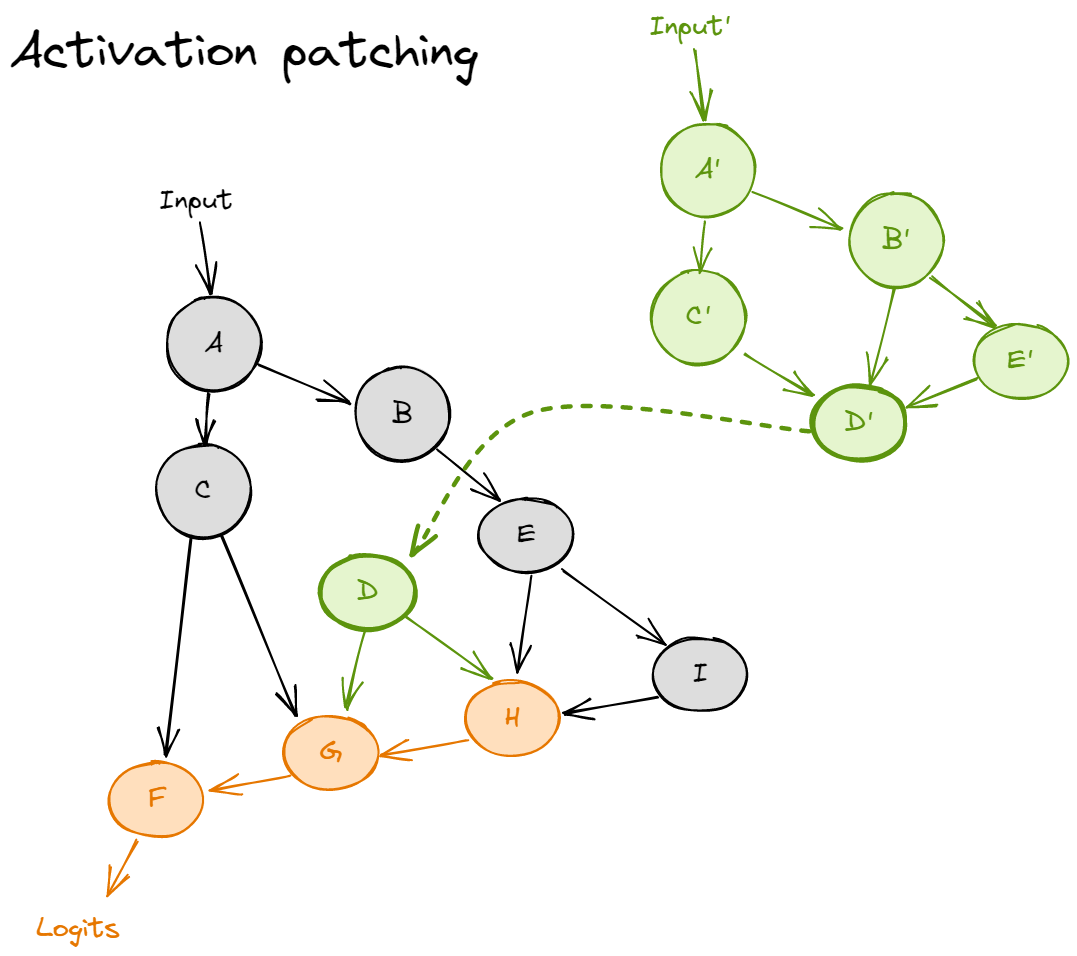 Activation patching
Input'
A'
B'
C'
E'
D'
Input
A
B
C
E
D
I
H
G
F
Logits